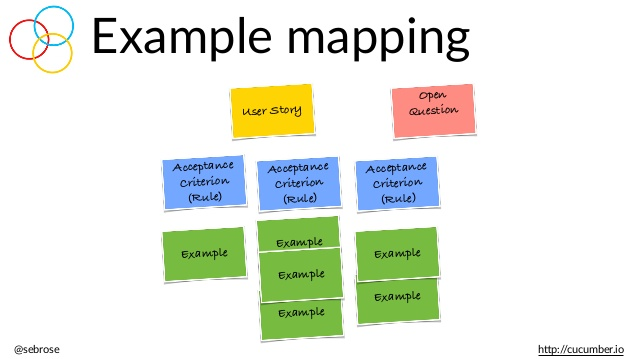 Example mapping
User Story
Open
Question
Acceptance
Criterion
(Rule)
Acceptance
Criterion
(Rule)
Acceptance
Criterion
(Rule)
Example
Example
Example
Example
Example
Example
@sebrose
http://cucumber.io